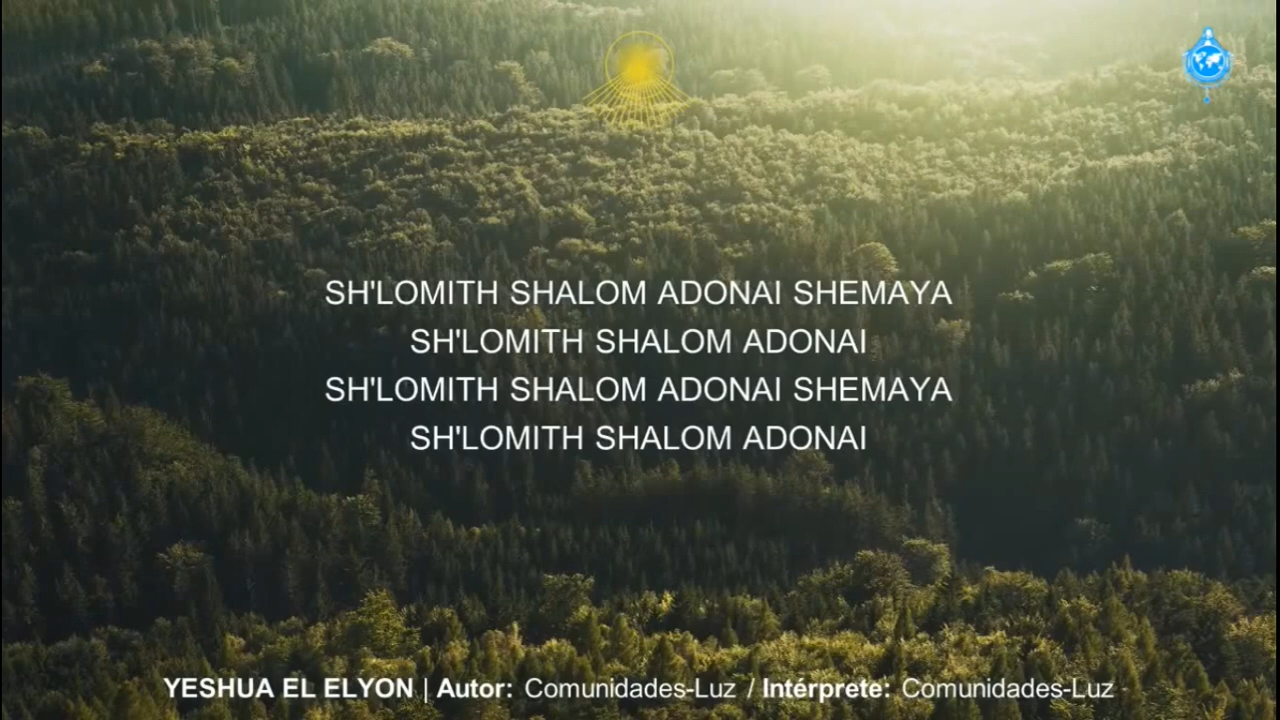 SH'LOMITH SHALOM ADONAI SHEMAYA
SH'LOMITH SHALOM ADONAI
SH'LOMITH SHALOM ADONAI SHEMAYA
SH'LOMITH SHALOM ADONAI
YESHUA EL ELYON | Autor: Comunidades-Luz / Intérprete: Comunidades-Luz